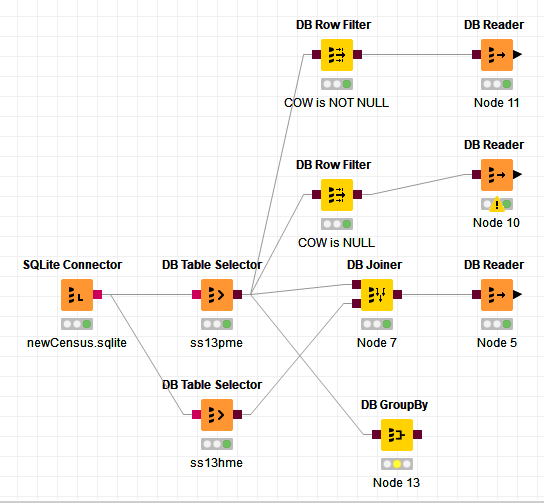 DB Row Filter
DB Reader
COW is NOT NULL
Node 11
DB Row Filter
DB Reader
COW is NULL
Node 10
SQLite Connector
DB Table Selector
DB Joiner
DB Reader
newCensus.sqlite
ss13pme
Node 7
Node 5
DB Table Selector
DB GroupBy
ss13hme
Node 13